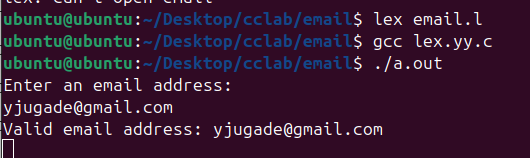 lex: can't open email
ubuntu@ubuntu:~/Desktop/cclab/email$ lex email.l
ubuntu@ubuntu:~/Desktop/cclab/email$ gcc lex.yy.c
ubuntu@ubuntu:~/Desktop/cclab/email$ ./a.out
Enter an email address:
yjugade@gmail.com
Valid email address: yjugade@gmail.com